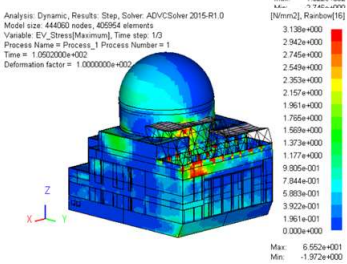 Analysis: Dynamic, Results: Step, Solver: ADVCSolver 2015-R1.0
Model size: 444060 nodes, 405954 elements
Variable: EV_Stress[Maximum], Time step: 1/3
Process Name = Process_1 Process Number = 1
Time = 1.0502000e+002
Deformation factor = 1.0000000e+002
[N/mm2], Rainbow[16]
3.138e+000
2.942e+000
2.745e+000
2.549e+000
2.353e+000
2.157e+000
1.961e+000
1.765e+000
1.569e+000
1.373e+000
1.177e+000
9.805e-001
7.844e-001
5.883e-001
3.922e-001
1.961e-001
0.000e+000
Max: 6.552e+001
Min: -1.972e+000
Z
X
Y